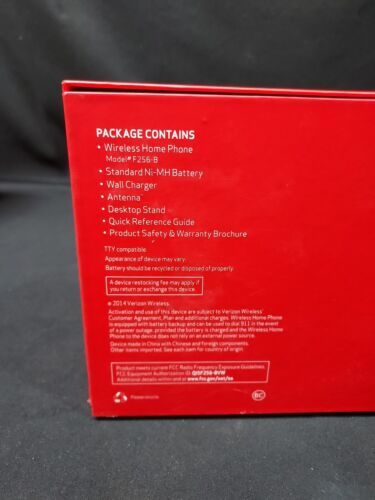 PACKAGE CONTAINS
• Wireless Home Phone
Model# F256-B
• Standard Ni-MH Battery
• Wall Charger
• Antenna
• Desktop Stand
• Quick Reference Guide
• Product Safety & Warranty Brochure
TTY compatible.
Appearance of device may vary.
Battery should be recycled or disposed of properly.
A device restocking fee may apply if
you return or exchange this device.
© 2014 Verizon Wireless.
Activation and use of this device are subject to Verizon Wireless'
Customer Agreement, Plan and additional charges. Wireless Home Phone
is equipped with battery backup and can be used to dial 911 in the event
of a power outage, provided the battery is charged and the Wireless Home
Phone to the device does not rely on an external power source.
Device made in China with Chinese and foreign components.
Other items imported. See each item for country of origin.
Product meets current FCC Radio Frequency Exposure Guidelines.
FCC Equipment Authorization ID QISF256-BVW
Additional details within and at www.fcc.gov/oet/ea
BC